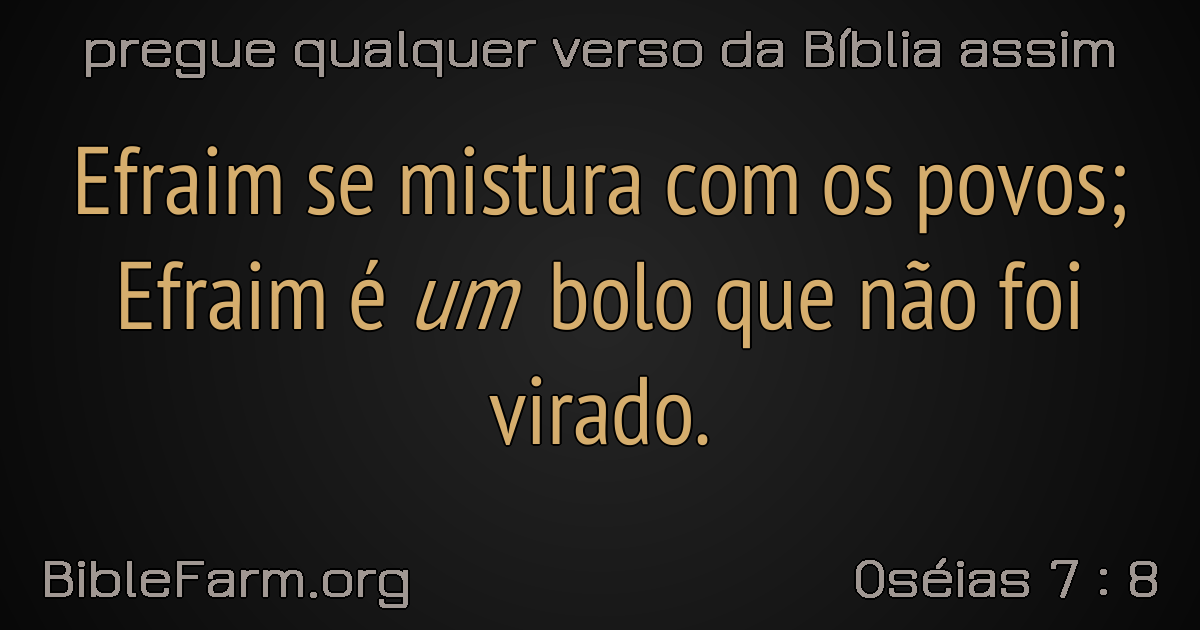 pregue qualquer verso da Bíblia assim
Efraim se mistura com os povos;
Efraim é um bolo que não foi
virado.
BibleFarm.org
Oséias 7 : 8